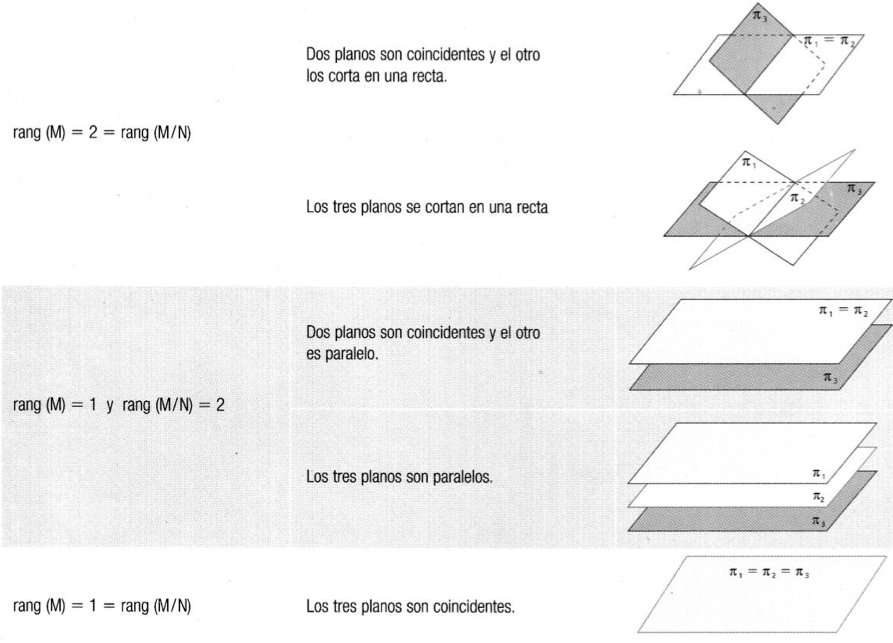 π₃
π₁ = π₂
Dos planos son coincidentes y el otro
los corta en una recta.
rang (M) = 2 = rang (M/N)
π₁
π₂
π₃
Los tres planos se cortan en una recta
π₁ = π₂
Dos planos son coincidentes y el otro
es paralelo.
π₃
rang (M) = 1 y rang (M/N) = 2
Los tres planos son paralelos.
π₁
π₂
π₃
π₁ = π₂ = π₃
rang (M) = 1 = rang (M/N)
Los tres planos son coincidentes.